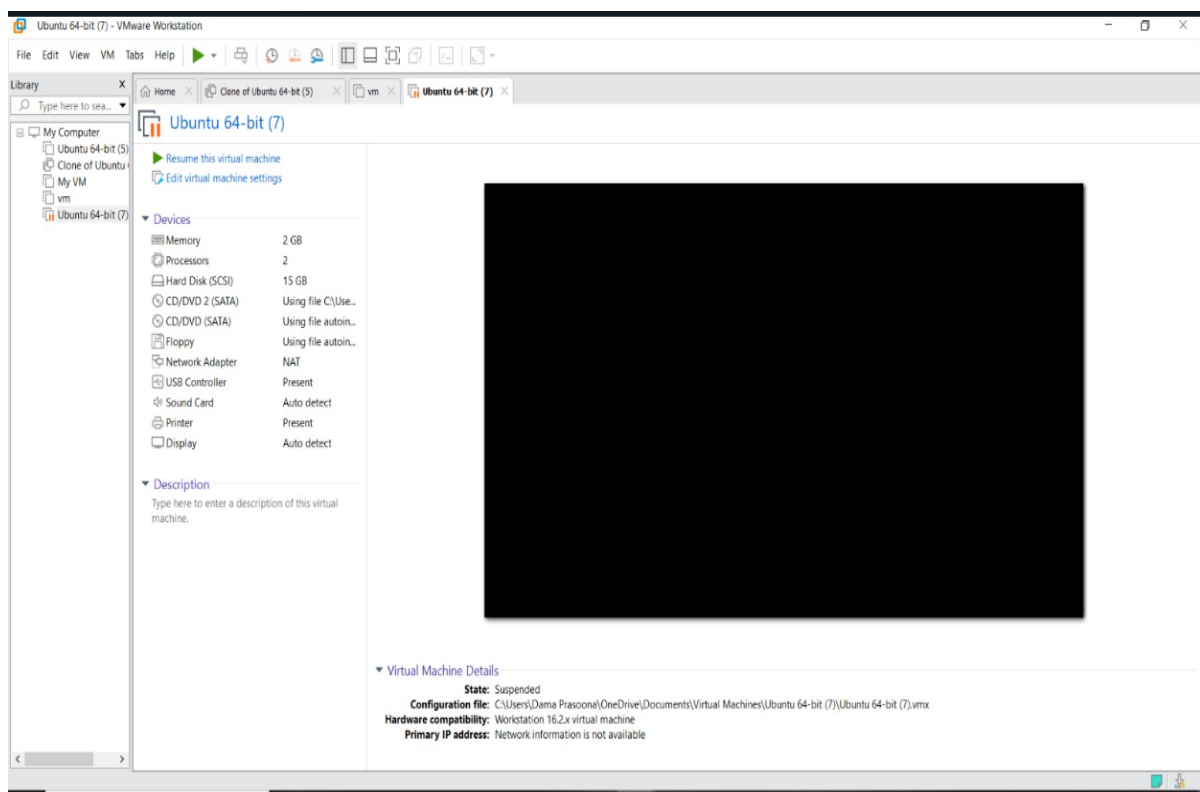 Ubuntu 64-bit (7) - VMware Workstation
File Edit View VM Tabs Help
Library X
Type here to sea...
Home
Clone of Ubuntu 64-bit (5)
vm
Ubuntu 64-bit (7)
My Computer
Ubuntu 64-bit (5)
Clone of Ubuntu
My VM
vm
Ubuntu 64-bit (7)
Ubuntu 64-bit (7)
Resume this virtual machine
Edit virtual machine settings
Devices
Memory 2 GB
Processors 2
Hard Disk (SCSI) 15 GB
CD/DVD 2 (SATA) Using file C:\Use...
CD/DVD (SATA) Using file autoin...
Floppy Using file autoin...
Network Adapter NAT
USB Controller Present
Sound Card Auto detect
Printer Present
Display Auto detect
Description
Type here to enter a description of this virtual
machine.
Virtual Machine Details
State: Suspended
Configuration file: C:\Users\Dama Prasoona\OneDrive\Documents\Virtual Machines\Ubuntu 64-bit (7)\Ubuntu 64-bit (7).vmx
Hardware compatibility: Workstation 16.2.x virtual machine
Primary IP address: Network information is not available